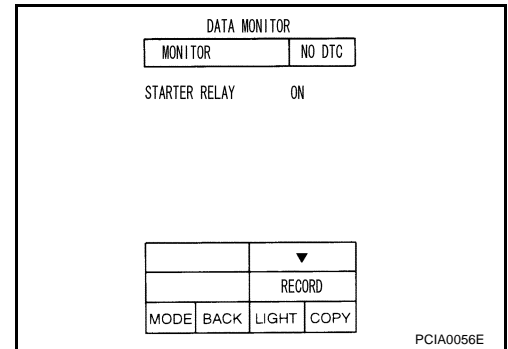 DATA MONITOR
MONITOR NO DTC
STARTER RELAY ON
▼
RECORD
MODE BACK LIGHT COPY
PCIA0056E